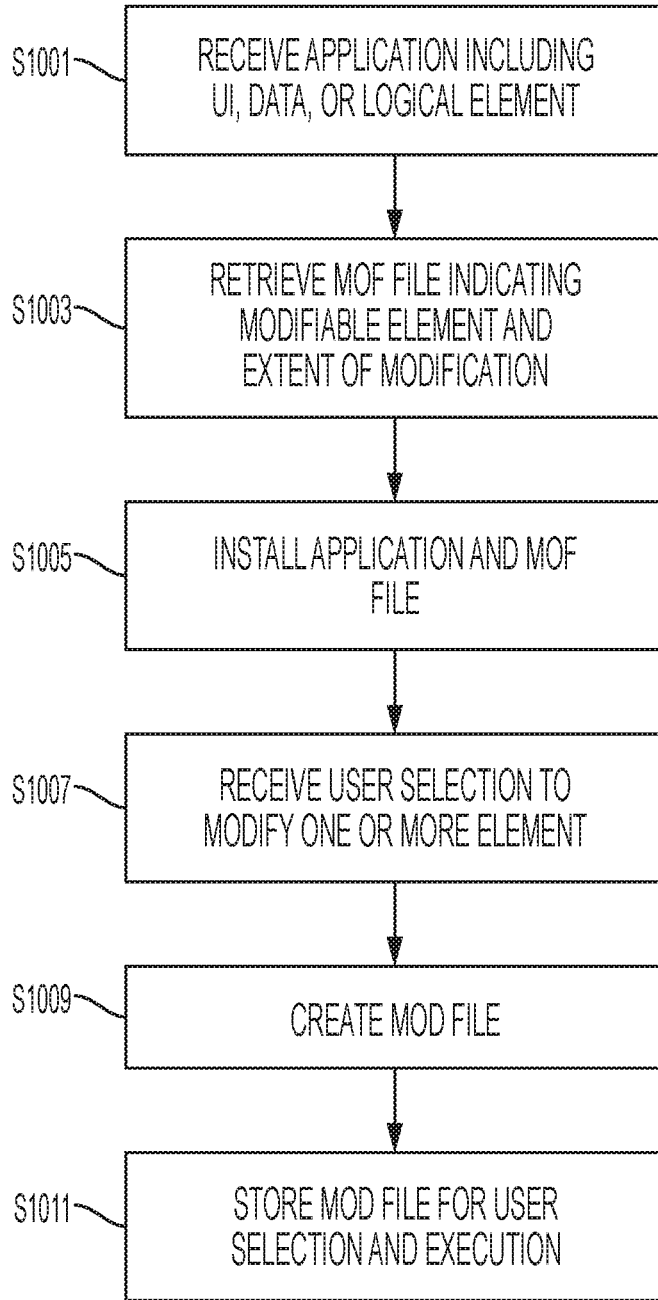 S1001
RECEIVE APPLICATION INCLUDING
UI, DATA, OR LOGICAL ELEMENT
S1003
RETRIEVE MOF FILE INDICATING
MODIFIABLE ELEMENT AND
EXTENT OF MODIFICATION
S1005
INSTALL APPLICATION AND MOF
FILE
S1007
RECEIVE USER SELECTION TO
MODIFY ONE OR MORE ELEMENT
S1009
CREATE MOD FILE
S1011
STORE MOD FILE FOR USER
SELECTION AND EXECUTION